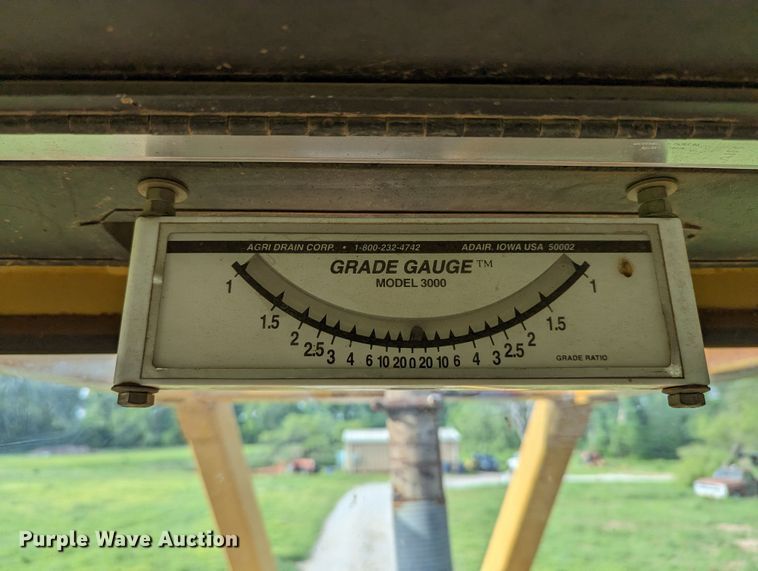 AGRI DRAIN CORP. • 1-800-232-4742 ADAIR, IOWA USA 50002
GRADE GAUGE™
MODEL 3000
1 1.5 2 2.5 3 4 6 10 20 0 20 10 6 4 3 2.5 2 1.5 1
GRADE RATIO
Purple Wave Auction